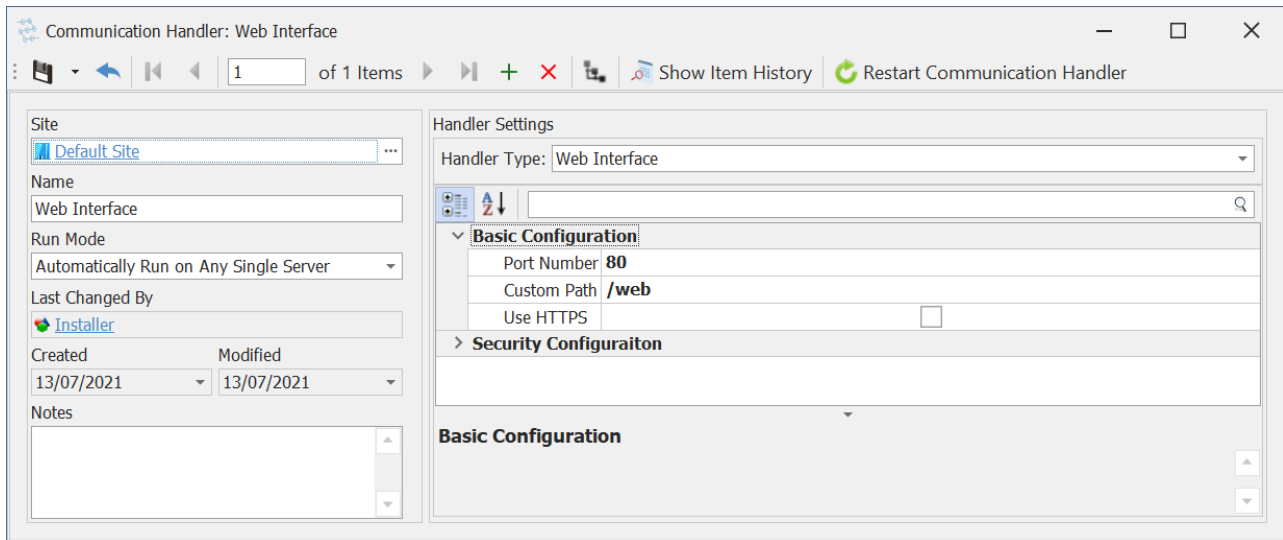 Communication Handler: Web Interface
1 of 1 Items Show Item History Restart Communication Handler
Site
Default Site ...
Name
Web Interface
Run Mode
Automatically Run on Any Single Server
Last Changed By
Installer
Created Modified
13/07/2021 13/07/2021
Notes
Handler Settings
Handler Type: Web Interface
A
Z
Basic Configuration
Port Number 80
Custom Path /web
Use HTTPS
Security Configuraiton
Basic Configuration